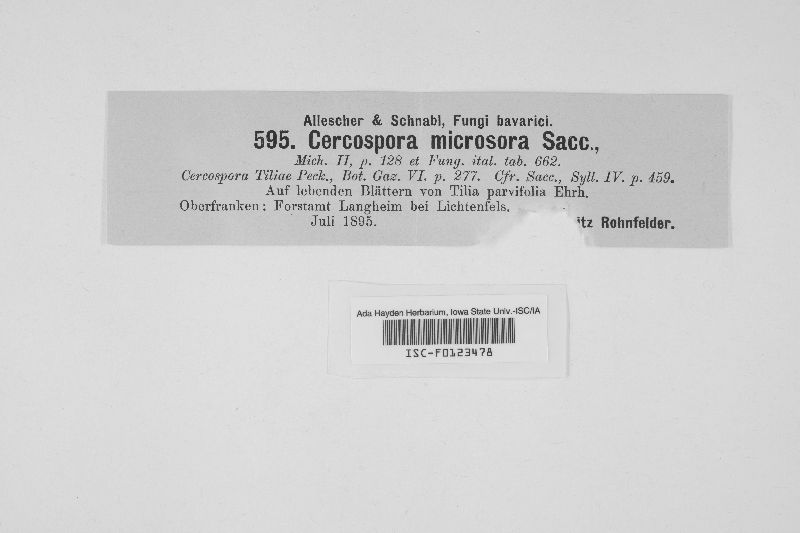 Allescher & Schnabl, Fungi bavarici.
595. Cercospora microsora Sacc.,
Mich. II, p. 128 et Fung. ital. tab. 662.
Cercospora Tiliae Peck., Bot. Gaz. VI. p. 277. Cfr. Sacc., Syll. IV. p. 459.
Auf lebenden Blättern von Tilia parvifolia Ehrh.
Oberfranken: Forstamt Langheim bei Lichtenfels.
Juli 1895. itz Rohnfelder.
Ada Hayden Herbarium, Iowa State Univ.-ISC/IA
ISC-F0123478